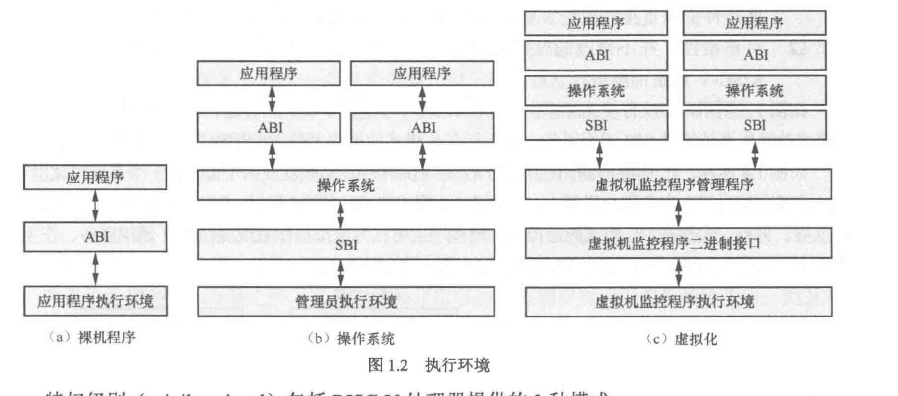 应用程序
ABI
应用程序执行环境
(a) 裸机程序
应用程序 应用程序
ABI ABI
操作系统
SBI
管理员执行环境
(b) 操作系统
应用程序 应用程序
ABI ABI
操作系统 操作系统
SBI SBI
虚拟机监控程序管理程序
虚拟机监控程序二进制接口
虚拟机监控程序执行环境
(c) 虚拟化
图 1.2 执行环境